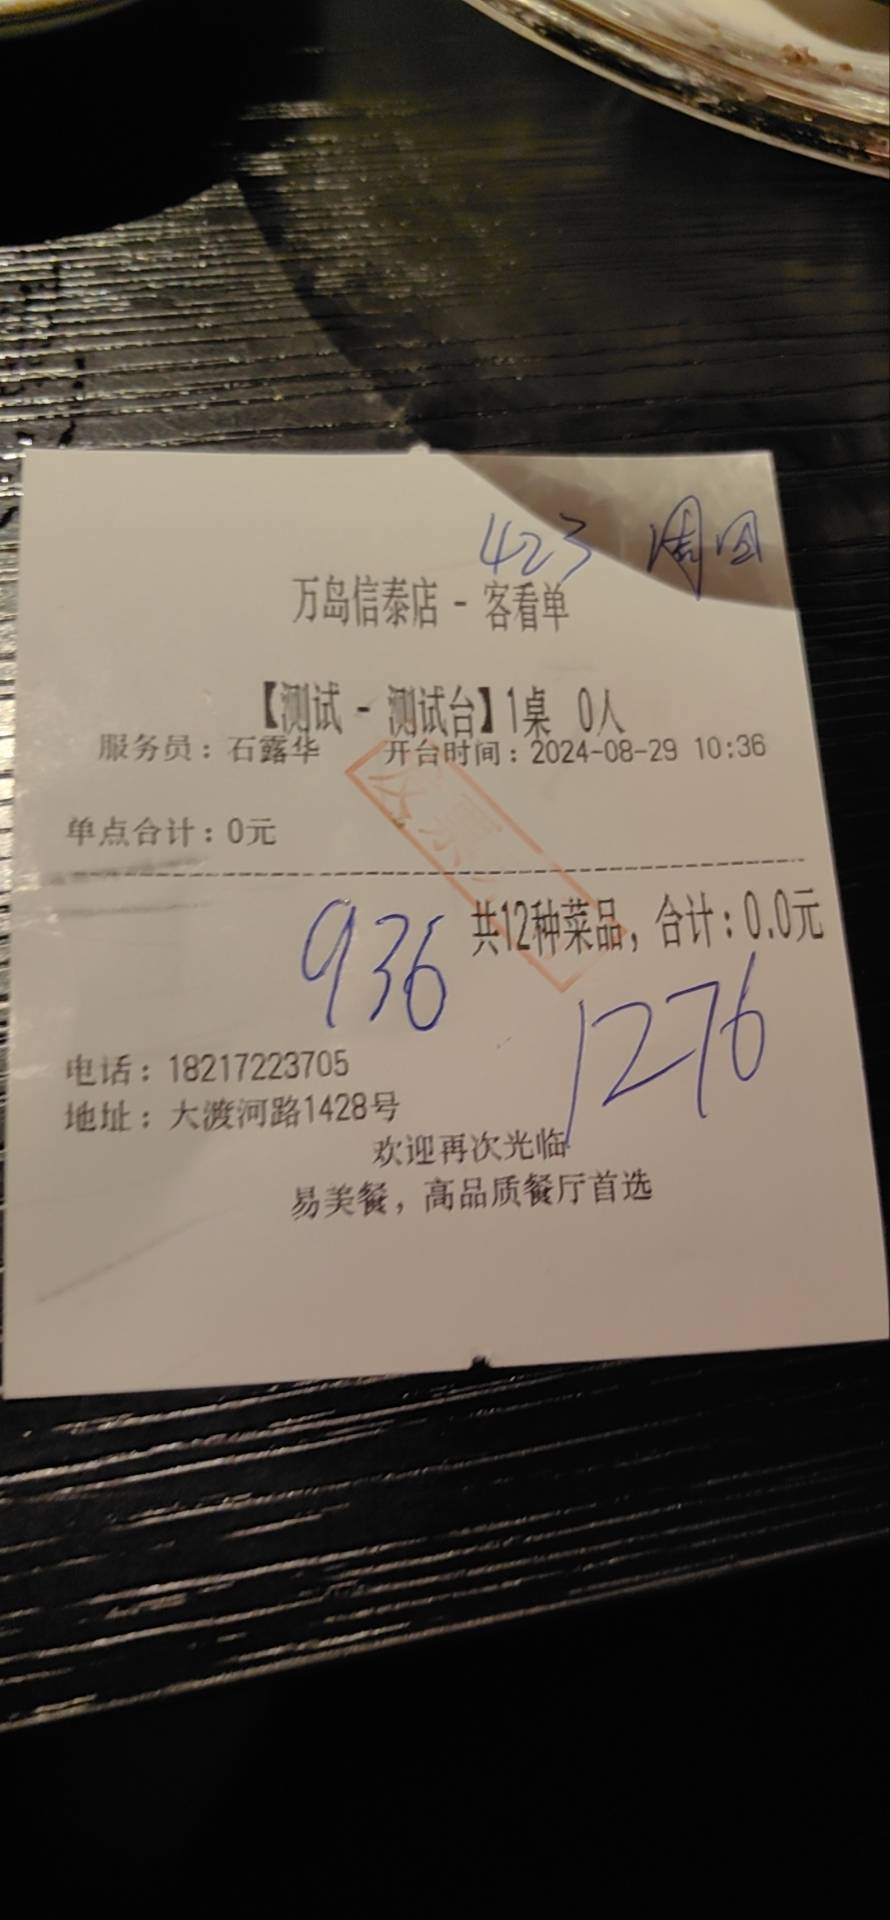 423 周四
万岛信泰店 - 客看单
【测试 - 测试台】1桌 0人
服务员：石露华 开台时间：2024-08-29 10:36
单点合计：0元
共12种菜品，合计：0.0元
936
1276
电话：18217223705
地址：大渡河路1428号
欢迎再次光临
易美餐，高品质餐厅首选